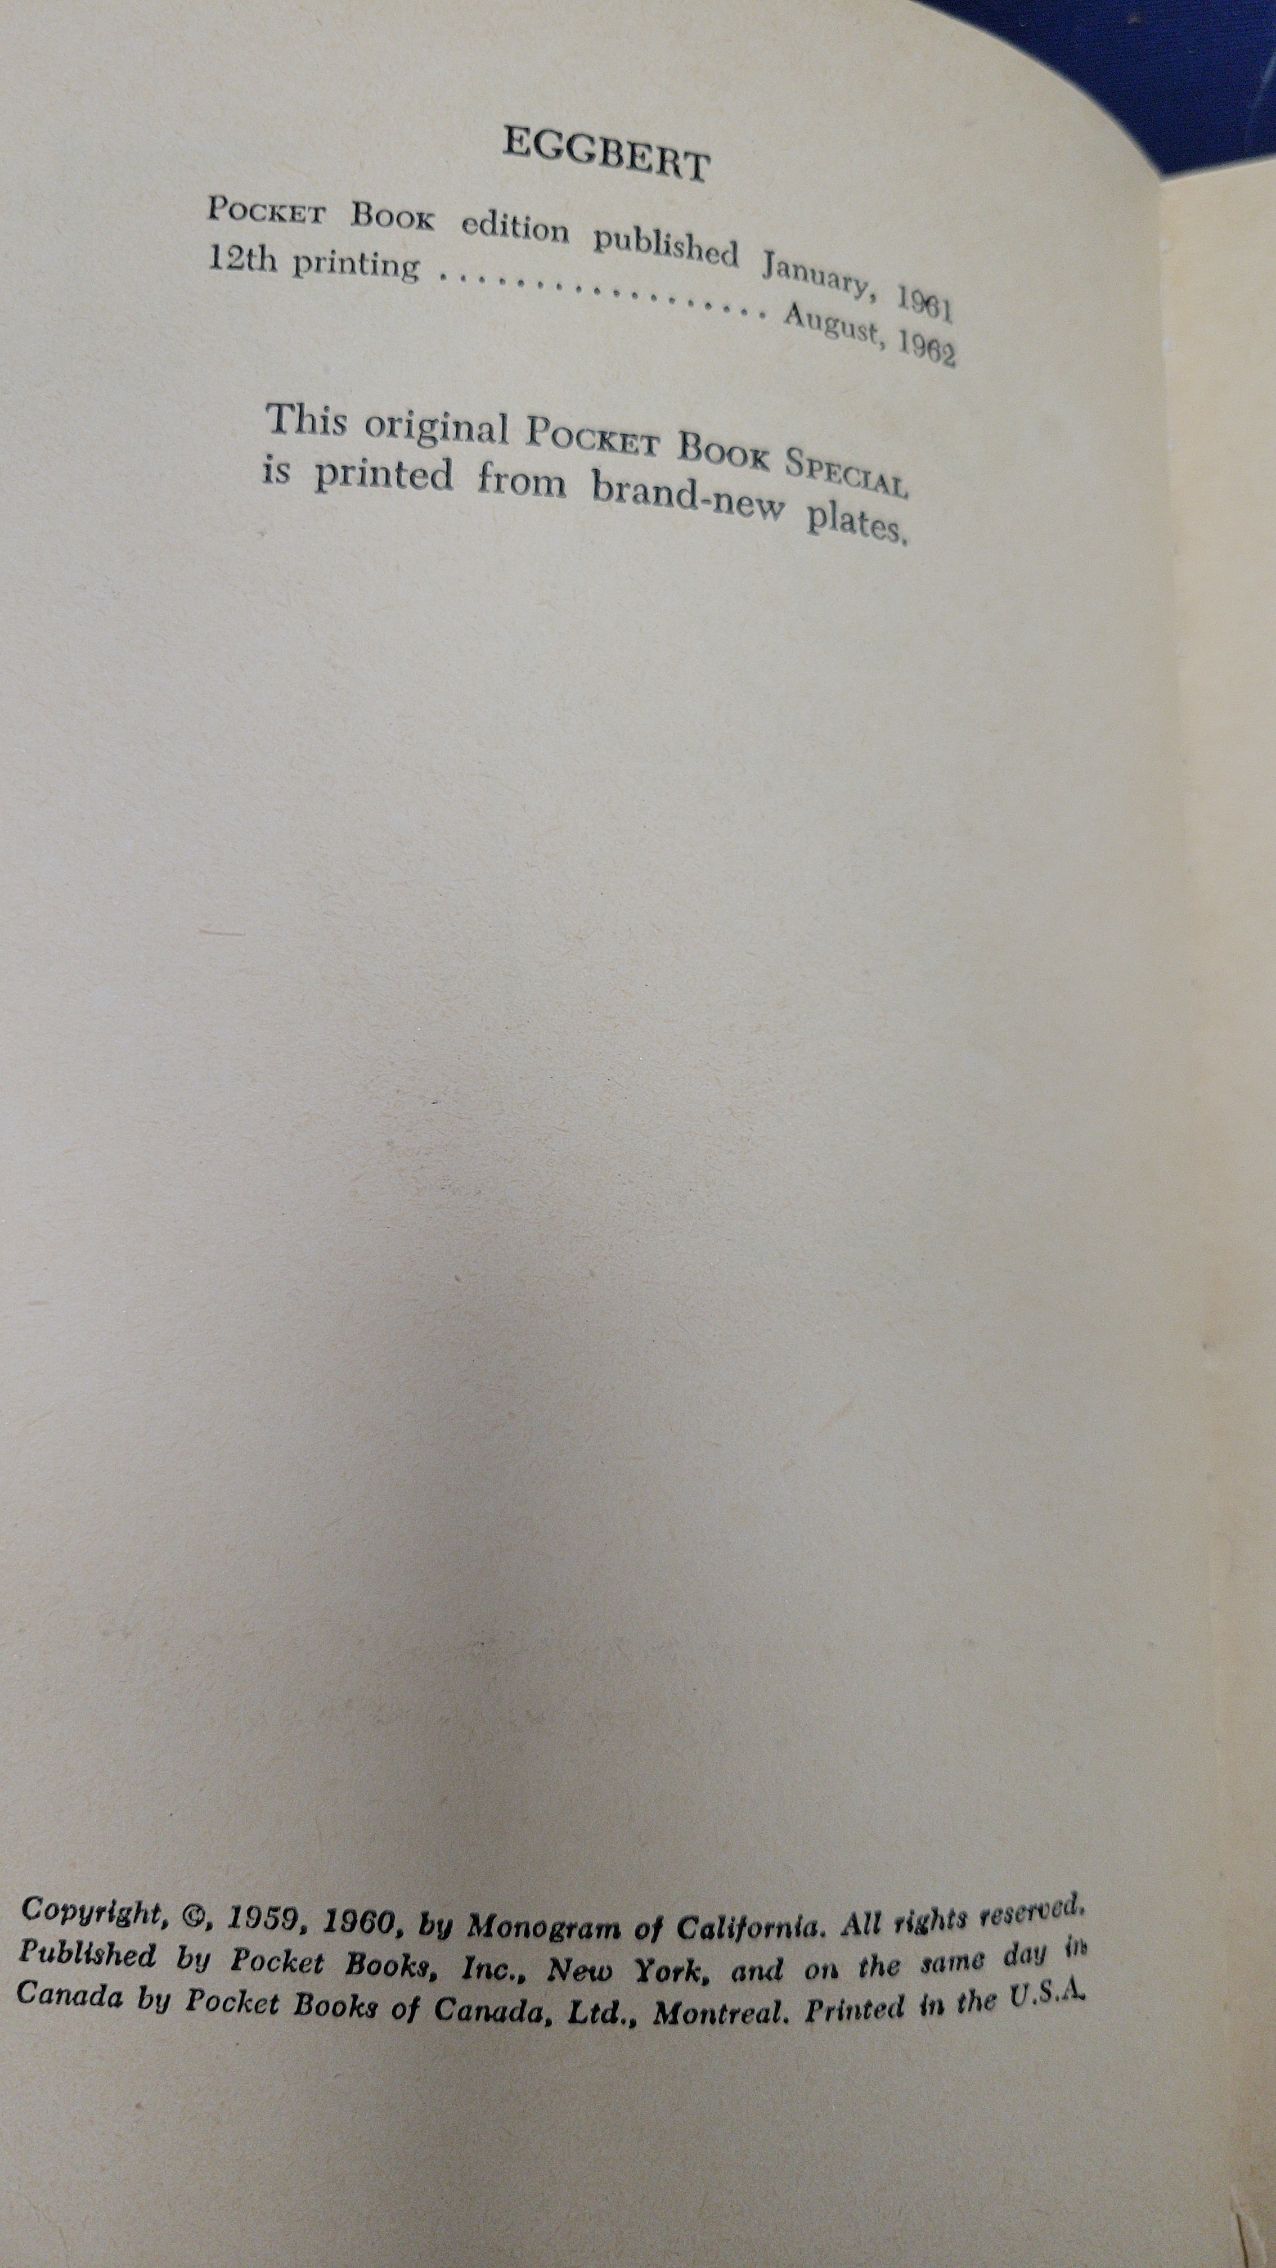 EGGBERT
POCKET BOOK edition published January, 1961
12th printing .................. August, 1962
This original POCKET BOOK SPECIAL
is printed from brand-new plates.
Copyright, ©, 1959, 1960, by Monogram of California. All rights reserved.
Published by Pocket Books, Inc., New York, and on the same day in
Canada by Pocket Books of Canada, Ltd., Montreal. Printed in the U.S.A.